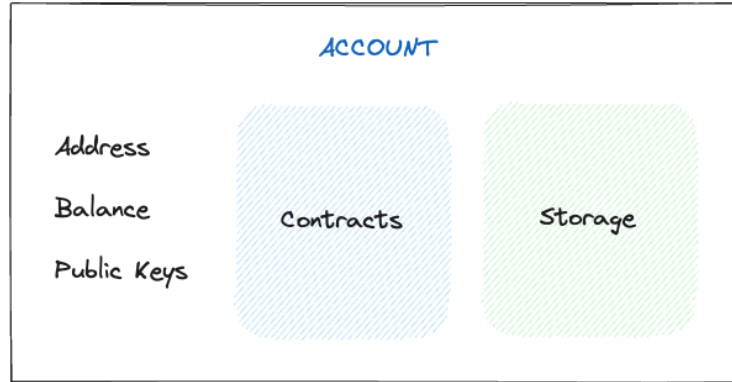 ACCOUNT
Address
Balance
Public Keys
Contracts
Storage